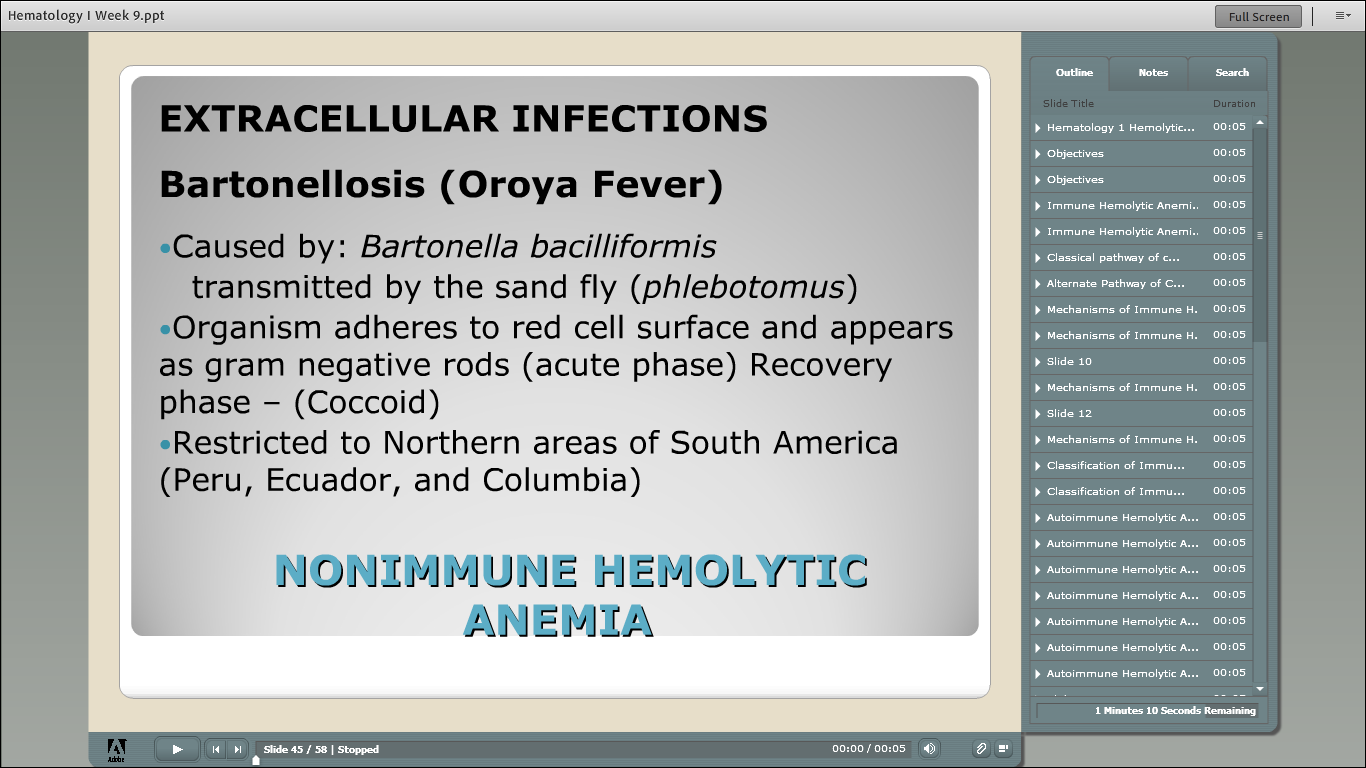 Hematology I Week 9.ppt
Full Screen
EXTRACELLULAR INFECTIONS
Bartonellosis (Oroya Fever)
•Caused by: Bartonella bacilliformis
transmitted by the sand fly (phlebotomus)
•Organism adheres to red cell surface and appears
as gram negative rods (acute phase) Recovery
phase – (Coccoid)
•Restricted to Northern areas of South America
(Peru, Ecuador, and Columbia)
NONIMMUNE HEMOLYTIC
ANEMIA
Outline Notes Search
Slide Title Duration
Hematology 1 Hemolytic... 00:05
Objectives 00:05
Objectives 00:05
Immune Hemolytic Anemi.. 00:05
Immune Hemolytic Anemi.. 00:05
Classical pathway of c... 00:05
Alternate Pathway of C... 00:05
Mechanisms of Immune H. 00:05
Mechanisms of Immune H. 00:05
Slide 10 00:05
Mechanisms of Immune H. 00:05
Slide 12 00:05
Mechanisms of Immune H. 00:05
Classification of Immu... 00:05
Classification of Immu... 00:05
Autoimmune Hemolytic A... 00:05
Autoimmune Hemolytic A... 00:05
Autoimmune Hemolytic A... 00:05
Autoimmune Hemolytic A... 00:05
Autoimmune Hemolytic A... 00:05
Autoimmune Hemolytic A... 00:05
Autoimmune Hemolytic A... 00:05
1 Minutes 10 Seconds Remaining
Adobe
Slide 45 / 58 | Stopped
00:00 / 00:05